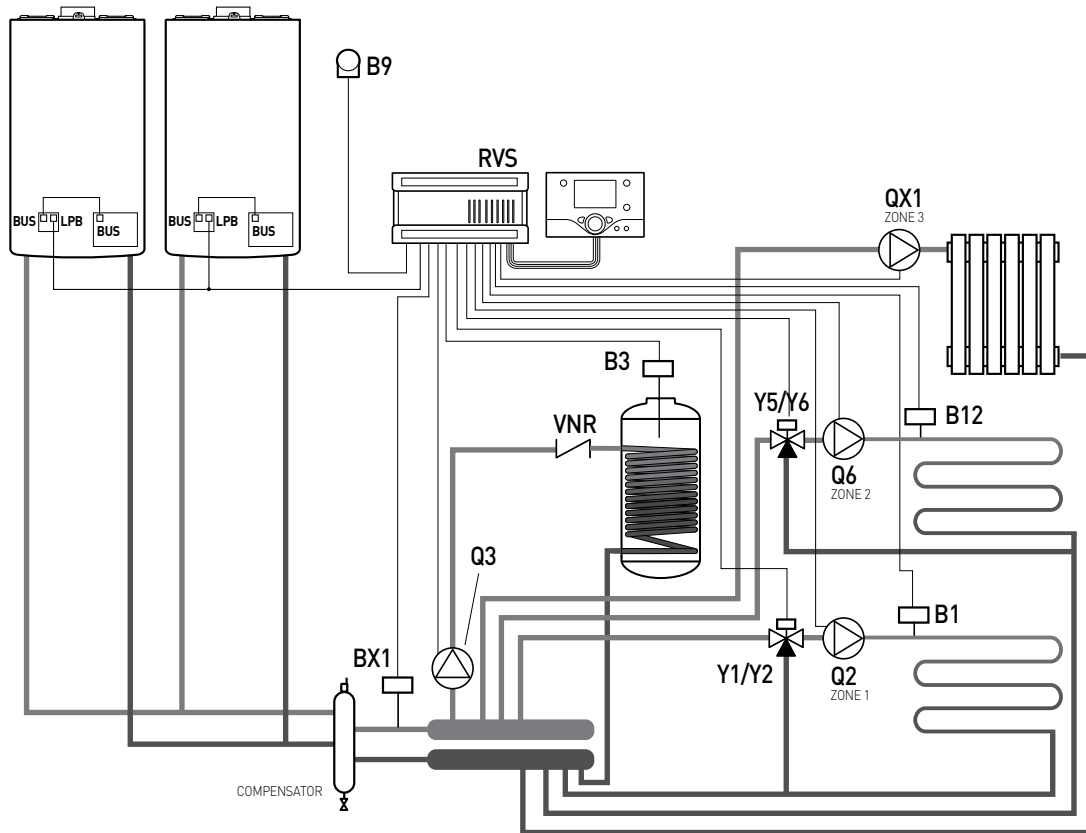 B9
RVS
QX1
ZONE 3
BUS
LPB
BUS
BUS
LPB
BUS
B3
Y5/Y6
B12
VNR
Q6
ZONE 2
Q3
B1
BX1
Y1/Y2
Q2
ZONE 1
COMPENSATOR